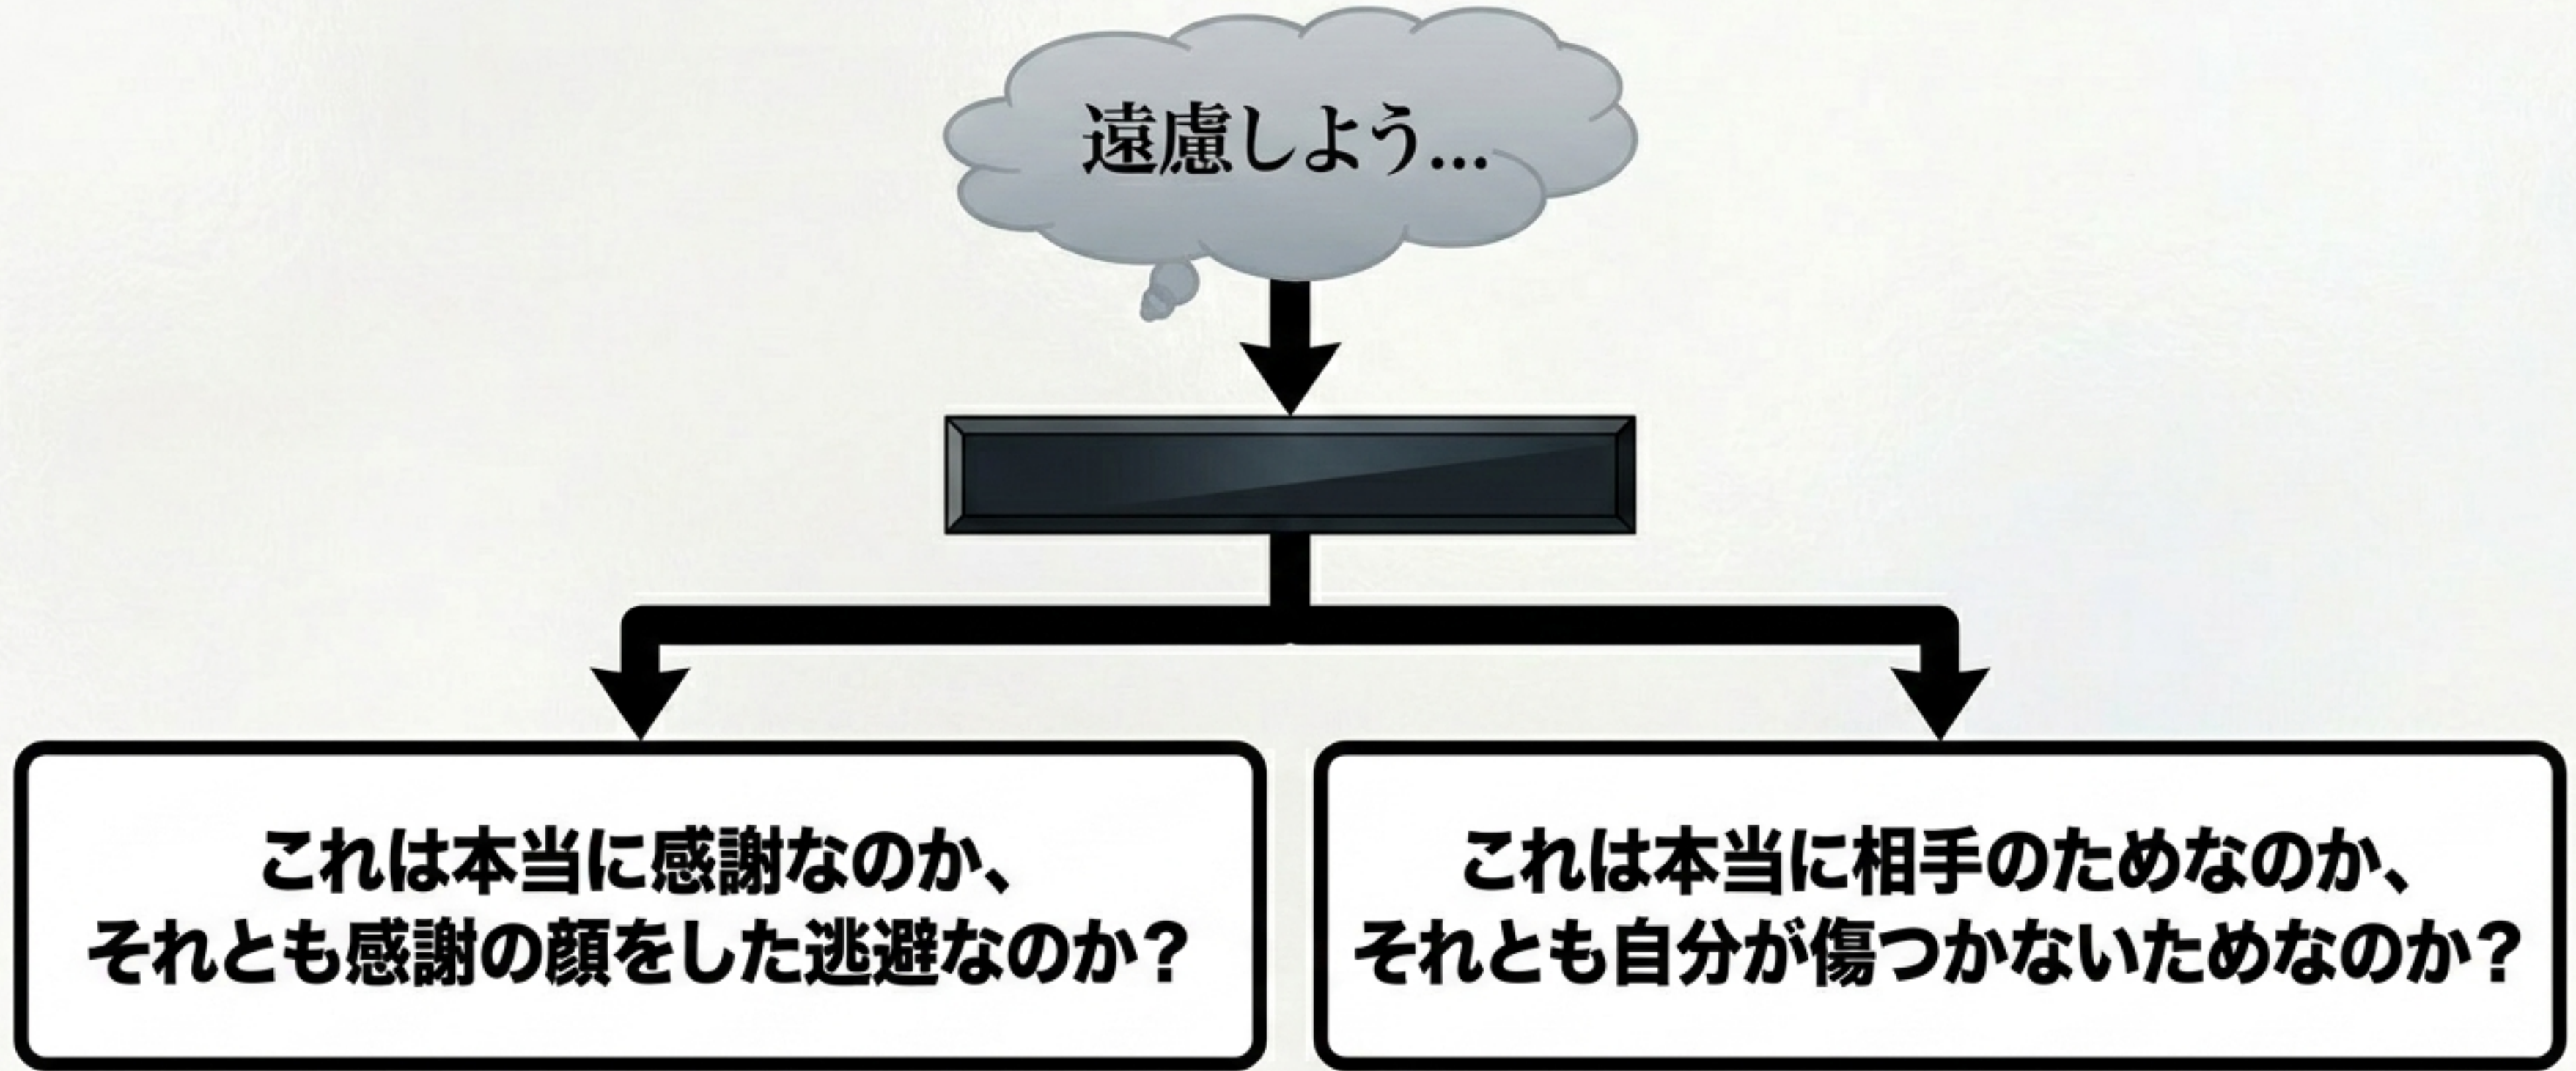 遠慮しよう...
これは本当に感謝なのか、
それとも感謝の顔をした逃避なのか？
これは本当に相手のためなのか、
それとも自分が傷つかないためなのか？